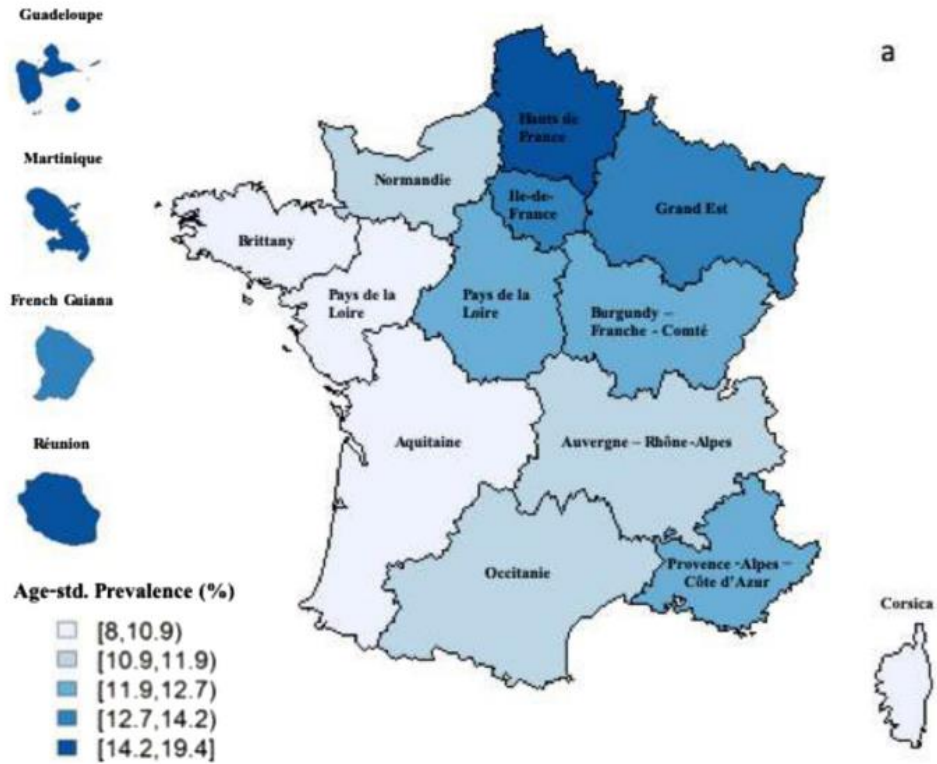 Guadeloupe
a
Martinique
French Guiana
Réunion
Hauts de
France
Normandie
Ile-de-
France
Grand Est
Brittany
Pays de la
Loire
Pays de la
Loire
Burgundy –
Franche - Comté
Aquitaine
Auvergne – Rhône-Alpes
Occitanie
Provence -Alpes –
Côte d'Azur
Corsica
Age-std. Prevalence (%)
[8,10.9)
[10.9,11.9)
[11.9,12.7)
[12.7,14.2)
[14.2,19.4]